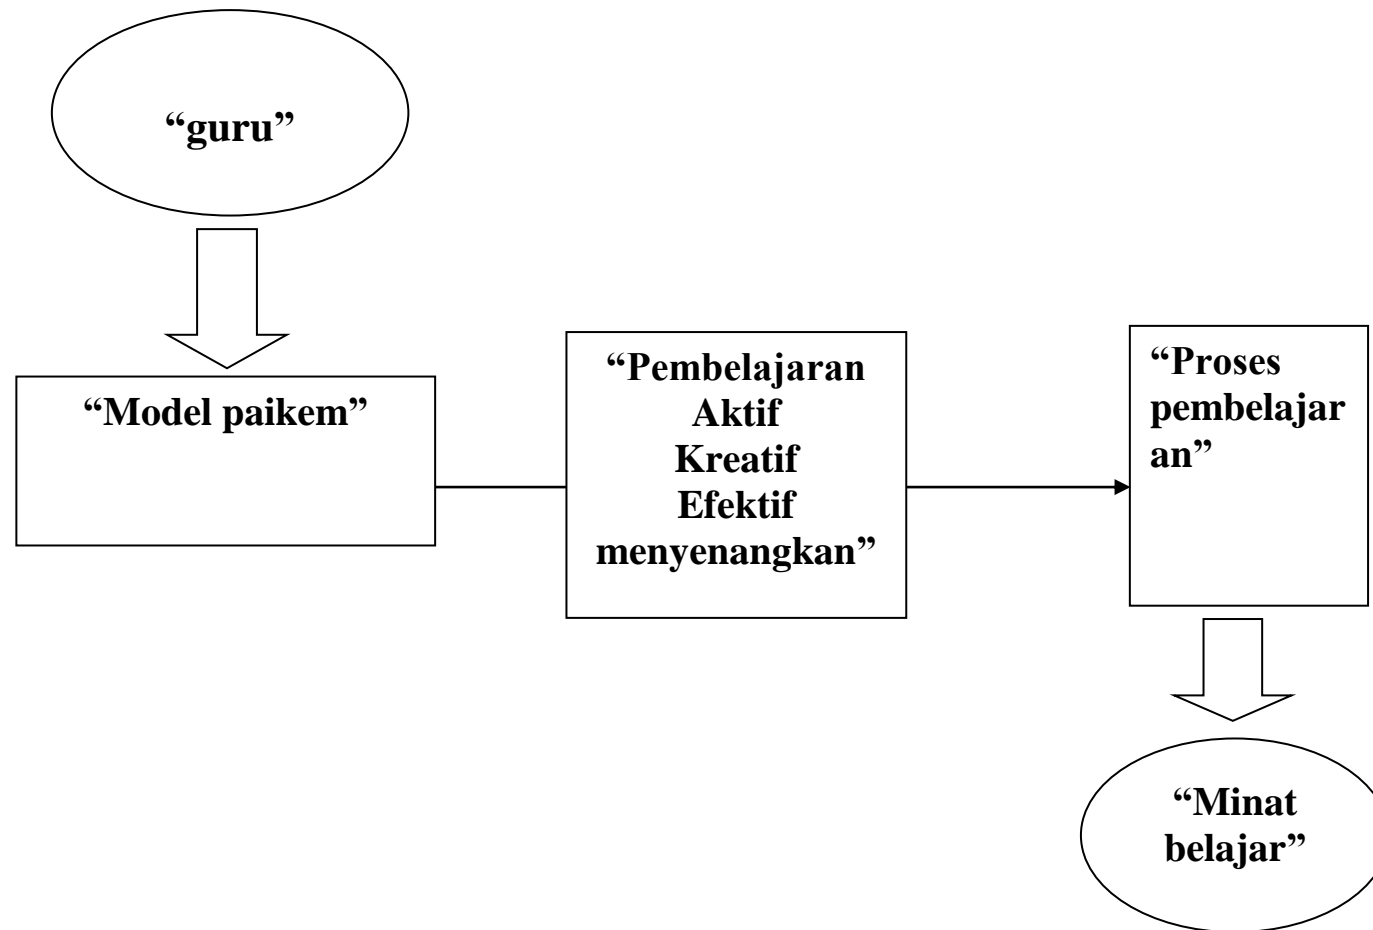 “guru”
“Model paikem”
“Pembelajaran
Aktif
Kreatif
Efektif
menyenangkan”
“Proses
pembelajar
an”
“Minat
belajar”